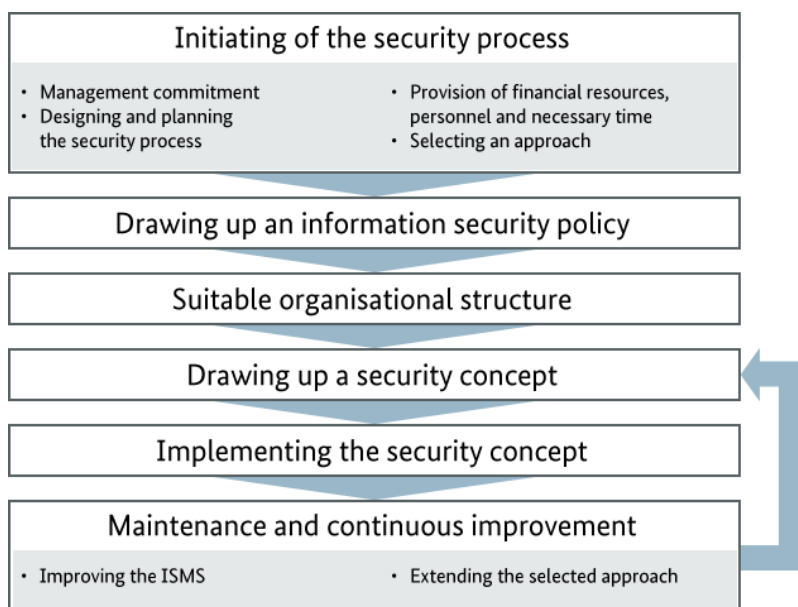 Initiating of the security process
• Management commitment
• Designing and planning
the security process
• Provision of financial resources,
personnel and necessary time
• Selecting an approach
Drawing up an information security policy
Suitable organisational structure
Drawing up a security concept
Implementing the security concept
Maintenance and continuous improvement
• Improving the ISMS
• Extending the selected approach